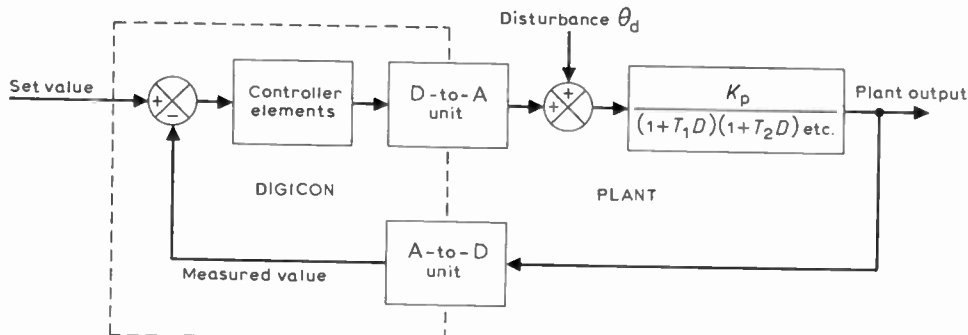 Disturbance θd
Set value
+
−
Controller
elements
D-to-A
unit
+
+
Kp
(1+T1D)(1+T2D) etc.
Plant output
DIGICON
PLANT
A-to-D
unit
Measured value